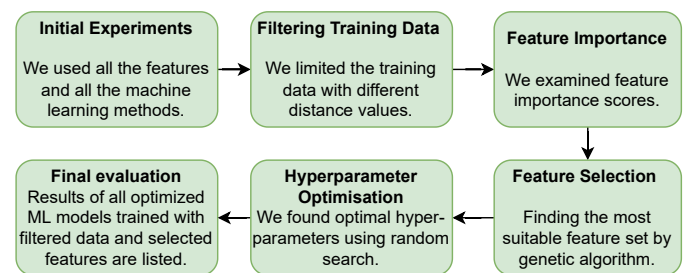 Initial Experiments
We used all the features
and all the machine
learning methods.
Filtering Training Data
We limited the training
data with different
distance values.
Feature Importance
We examined feature
importance scores.
Feature Selection
Finding the most
suitable feature set by
genetic algorithm.
Hyperparameter
Optimisation
We found optimal hyper-
parameters using random
search.
Final evaluation
Results of all optimized
ML models trained with
filtered data and selected
features are listed.